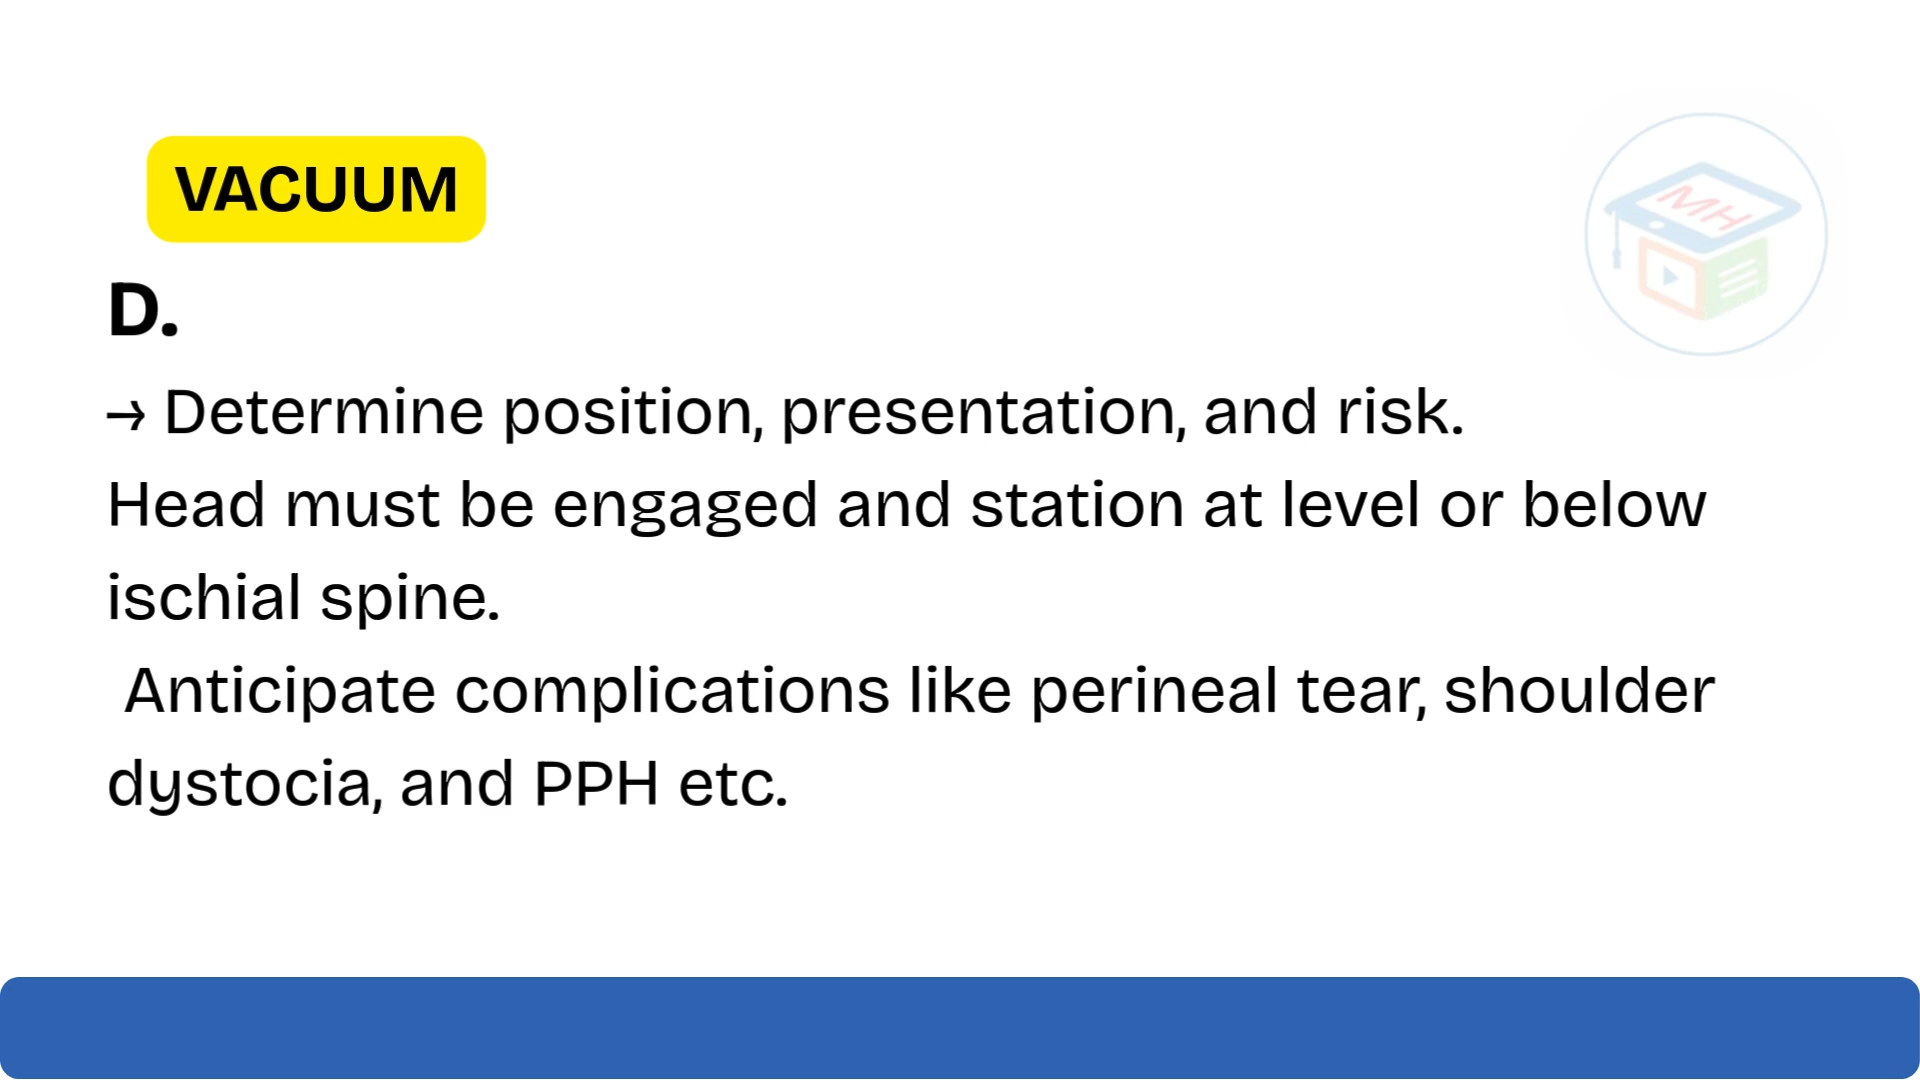 VACUUM
MH
D.
→ Determine position, presentation, and risk.
Head must be engaged and station at level or below
ischial spine.
Anticipate complications like perineal tear, shoulder
dystocia, and PPH etc.